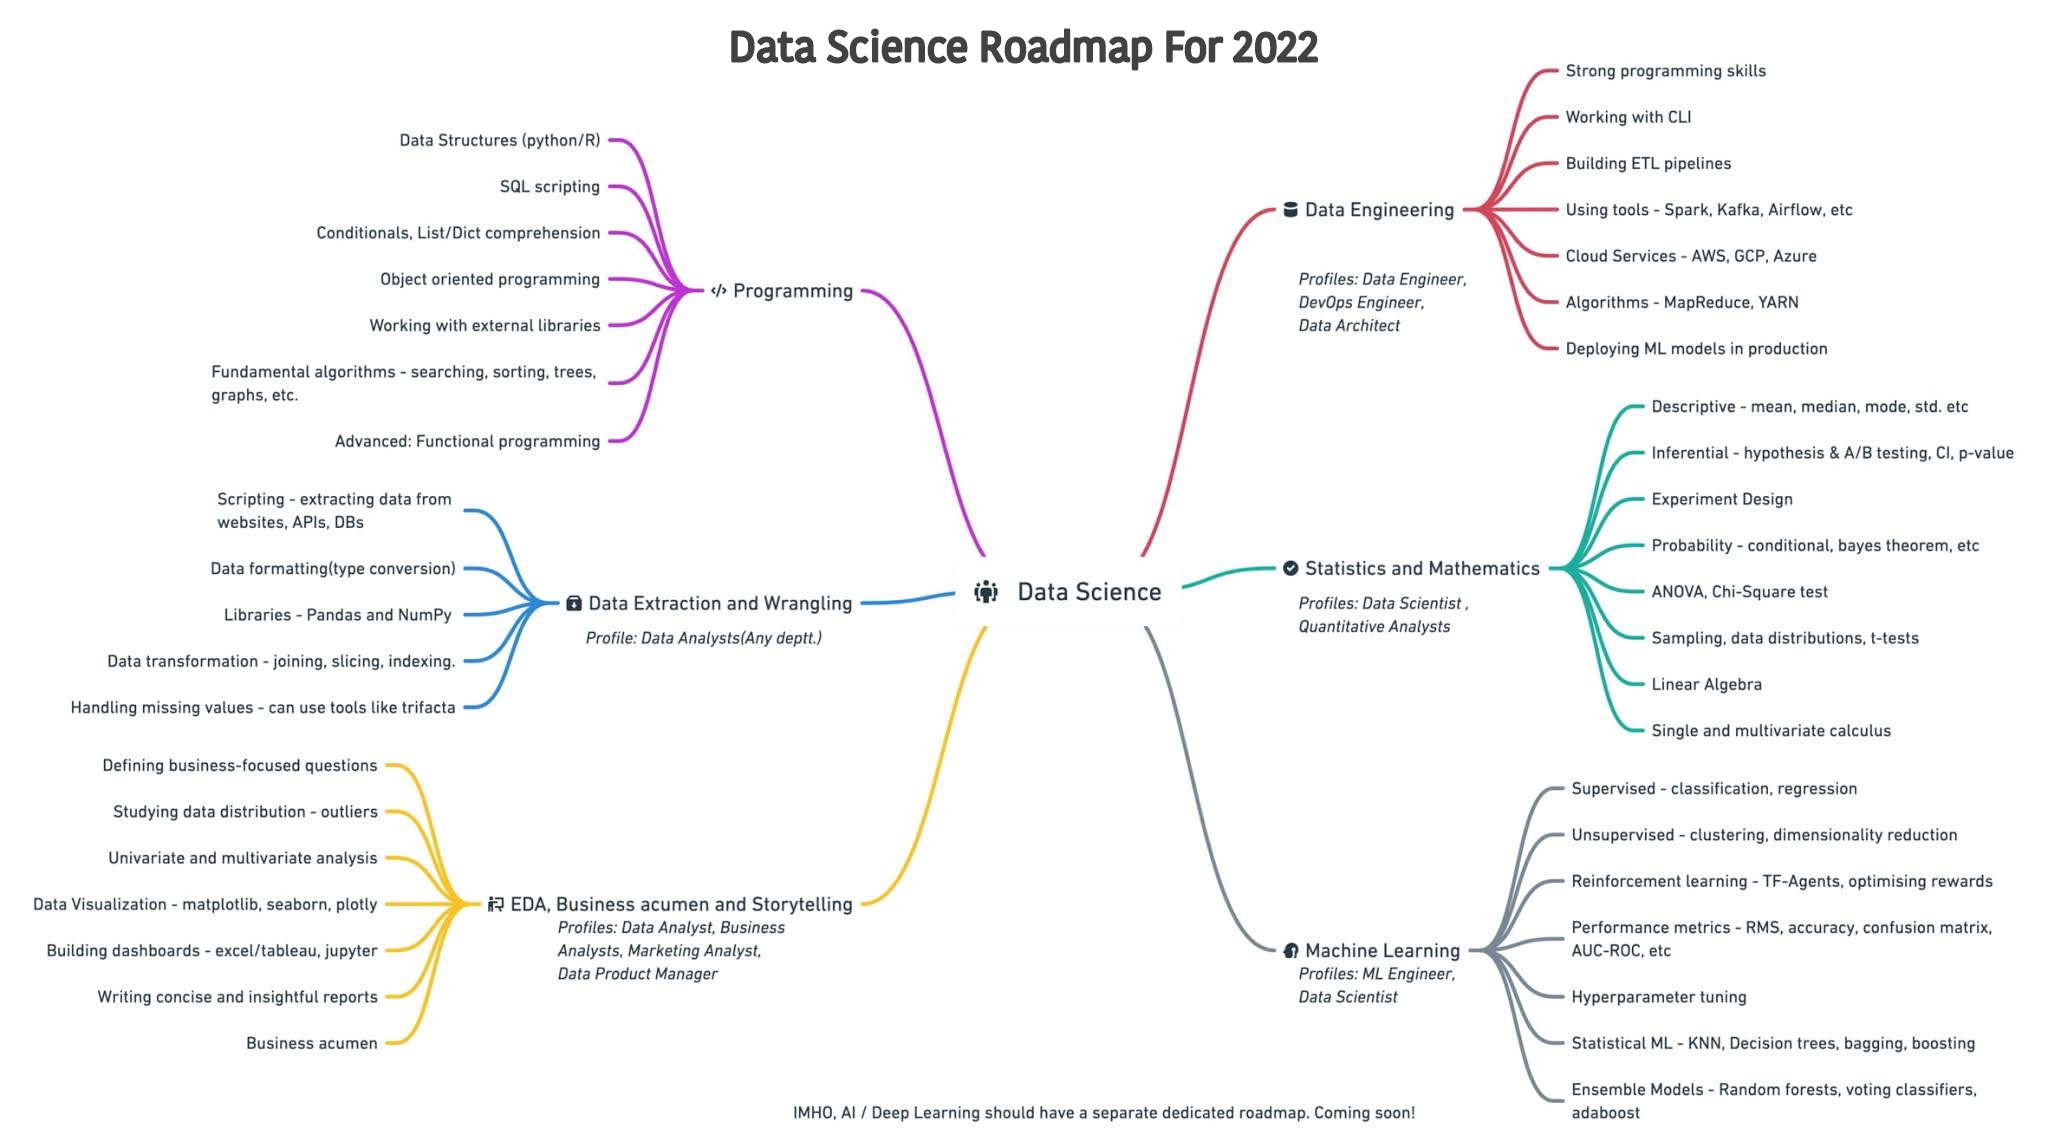 Data Science Roadmap For 2022
Data Structures (python/R)
SQL scripting
Conditionals, List/Dict comprehension
Object oriented programming
Working with external libraries
Fundamental algorithms - searching, sorting, trees,
graphs, etc.
Advanced: Functional programming
Programming
Scripting - extracting data from
websites, APIs, DBs
Data formatting(type conversion)
Libraries - Pandas and NumPy
Data transformation - joining, slicing, indexing.
Handling missing values - can use tools like trifacta
Data Extraction and Wrangling
Profile: Data Analysts(Any deptt.)
Defining business-focused questions
Studying data distribution - outliers
Univariate and multivariate analysis
Data Visualization - matplotlib, seaborn, plotly
Building dashboards - excel/tableau, jupyter
Writing concise and insightful reports
Business acumen
EDA, Business acumen and Storytelling
Profiles: Data Analyst, Business
Analysts, Marketing Analyst,
Data Product Manager
Data Science
Data Engineering
Profiles: Data Engineer,
DevOps Engineer,
Data Architect
Strong programming skills
Working with CLI
Building ETL pipelines
Using tools - Spark, Kafka, Airflow, etc
Cloud Services - AWS, GCP, Azure
Algorithms - MapReduce, YARN
Deploying ML models in production
Statistics and Mathematics
Profiles: Data Scientist ,
Quantitative Analysts
Descriptive - mean, median, mode, std. etc
Inferential - hypothesis & A/B testing, CI, p-value
Experiment Design
Probability - conditional, bayes theorem, etc
ANOVA, Chi-Square test
Sampling, data distributions, t-tests
Linear Algebra
Single and multivariate calculus
Machine Learning
Profiles: ML Engineer,
Data Scientist
Supervised - classification, regression
Unsupervised - clustering, dimensionality reduction
Reinforcement learning - TF-Agents, optimising rewards
Performance metrics - RMS, accuracy, confusion matrix,
AUC-ROC, etc
Hyperparameter tuning
Statistical ML - KNN, Decision trees, bagging, boosting
Ensemble Models - Random forests, voting classifiers,
adaboost
IMHO, AI / Deep Learning should have a separate dedicated roadmap. Coming soon!